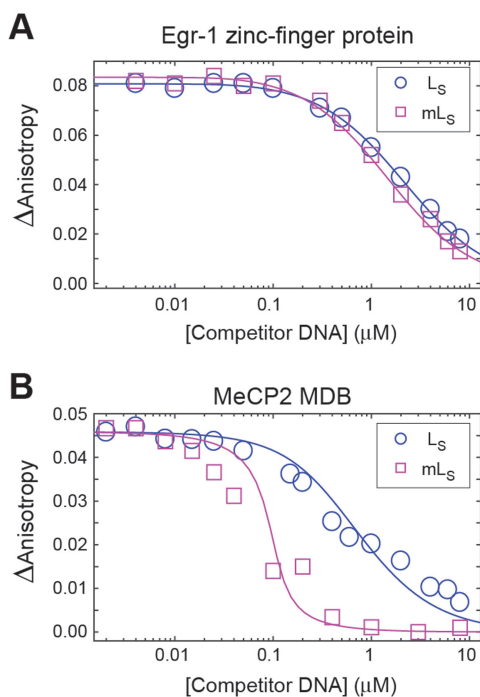 A
Egr-1 zinc-finger protein
0.08
0.06
0.04
0.02
0.00
ΔAnisotropy
L_S
mL_S
0.01
0.1
1
10
[Competitor DNA] (μM)
B
MeCP2 MDB
0.05
0.04
0.03
0.02
0.01
0.00
ΔAnisotropy
L_S
mL_S
0.01
0.1
1
10
[Competitor DNA] (μM)